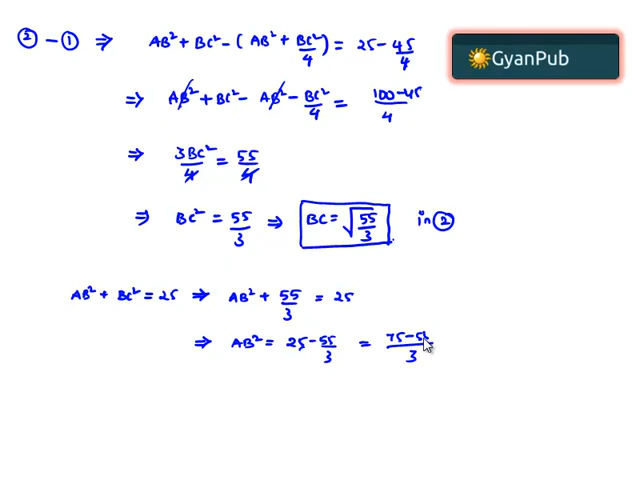 ② - ① ⇒ AB² + BC² - (AB² + BC²/4) = 25 - 45/4
GyanPub
⇒ AB² + BC² - AB² - BC²/4 = 100-45/4
⇒ 3BC²/4 = 55/4
⇒ BC² = 55/3 ⇒ BC = √55/3 in ②
AB² + BC² = 25 ⇒ AB² + 55/3 = 25
⇒ AB² = 25 - 55/3 = 75-55/3 =